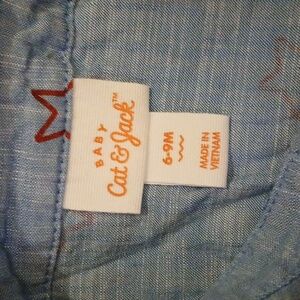 BABY
Cat & Jack™
6-9M
MADE IN
VIETNAM